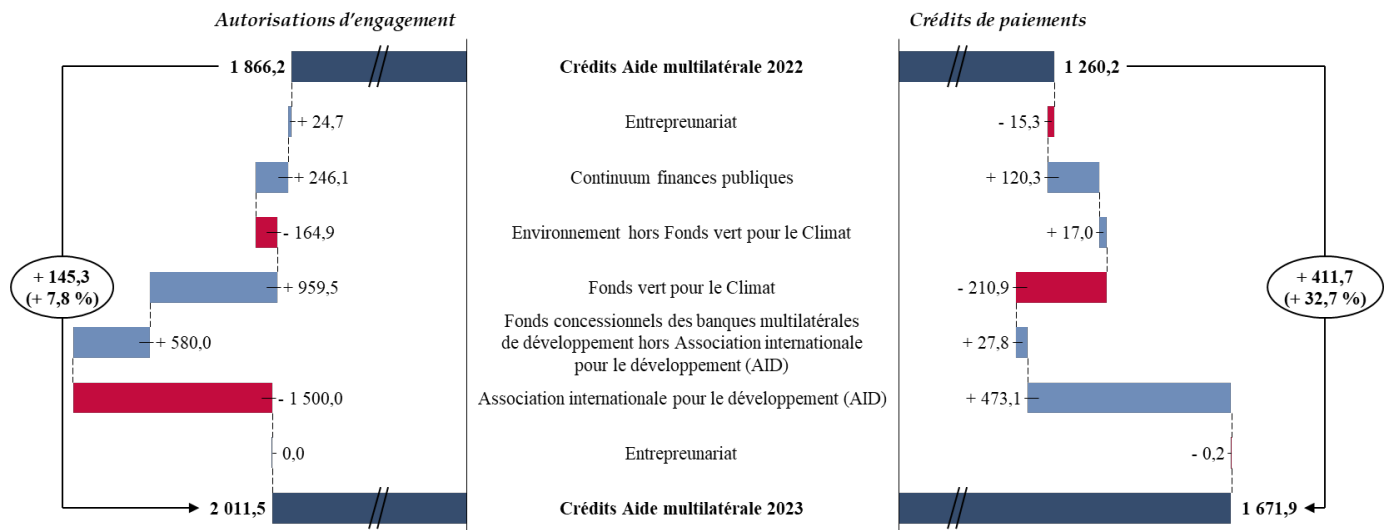 Autorisations d’engagement
Crédits de paiements
1 866,2
Crédits Aide multilatérale 2022
1 260,2
+ 24,7
Entrepreunariat
- 15,3
+ 246,1
Continuum finances publiques
+ 120,3
- 164,9
Environnement hors Fonds vert pour le Climat
+ 17,0
+ 145,3
(+ 7,8 %)
+ 959,5
Fonds vert pour le Climat
- 210,9
+ 411,7
(+ 32,7 %)
+ 580,0
Fonds concessionnels des banques multilatérales
de développement hors Association internationale
pour le développement (AID)
+ 27,8
- 1 500,0
Association internationale pour le développement (AID)
+ 473,1
0,0
Entrepreunariat
- 0,2
2 011,5
Crédits Aide multilatérale 2023
1 671,9